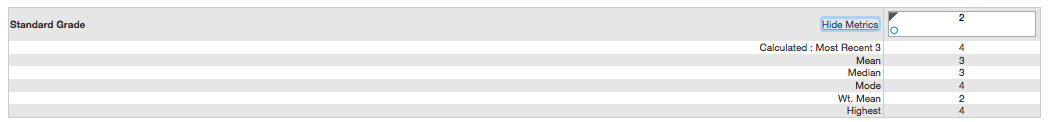 Standard Grade Hide Metrics 2
Calculated : Most Recent 3 4
Mean 3
Median 3
Mode 4
Wt. Mean 2
Highest 4